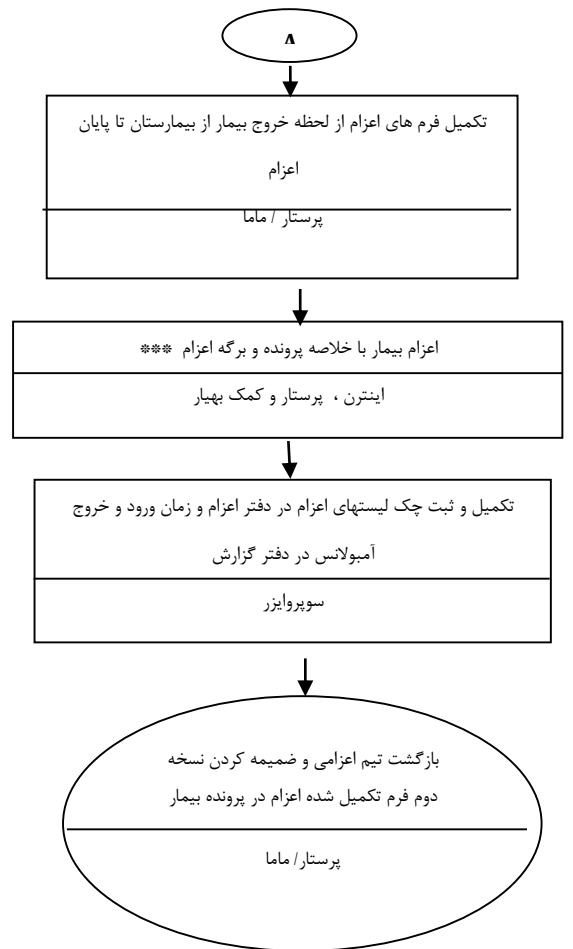 ۸
تکمیل فرم های اعزام از لحظه خروج بیمار از بیمارستان تا پایان
اعزام
پرستار / ماما
اعزام بیمار با خلاصه پرونده و برگه اعزام ***
اینترن ، پرستار و کمک بهیار
تکمیل و ثبت چک لیستهای اعزام در دفتر اعزام و زمان ورود و خروج
آمبولانس در دفتر گزارش
سوپروایزر
بازگشت تیم اعزامی و ضمیمه کردن نسخه
دوم فرم تکمیل شده اعزام در پرونده بیمار
پرستار/ ماما